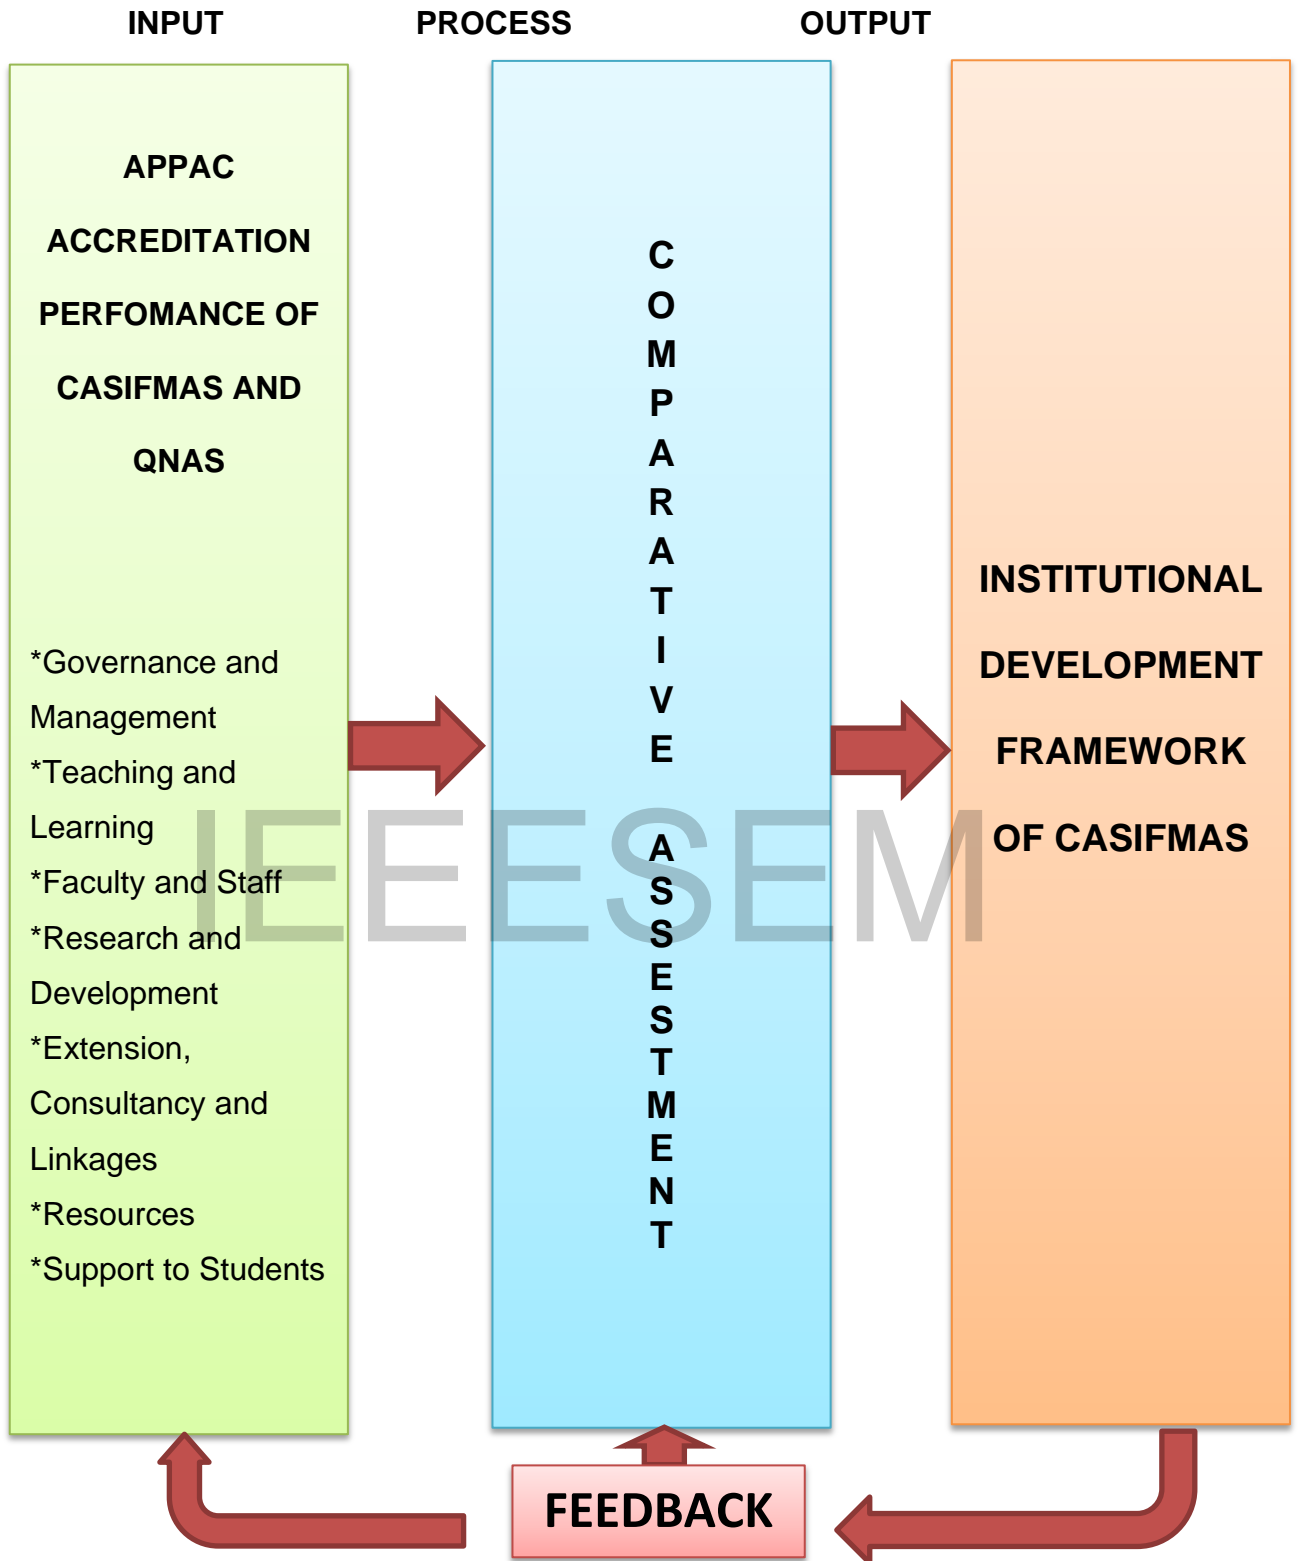 INPUT
PROCESS
OUTPUT
APPAC
ACCREDITATION
PERFOMANCE OF
CASIFMAS AND
QNAS
*Governance and
Management
*Teaching and
Learning
*Faculty and Staff
*Research and
Development
*Extension,
Consultancy and
Linkages
*Resources
*Support to Students
C
O
M
P
A
R
A
T
I
V
E
A
S
S
E
S
T
M
E
N
T
INSTITUTIONAL
DEVELOPMENT
FRAMEWORK
OF CASIFMAS
IEEESEM
FEEDBACK